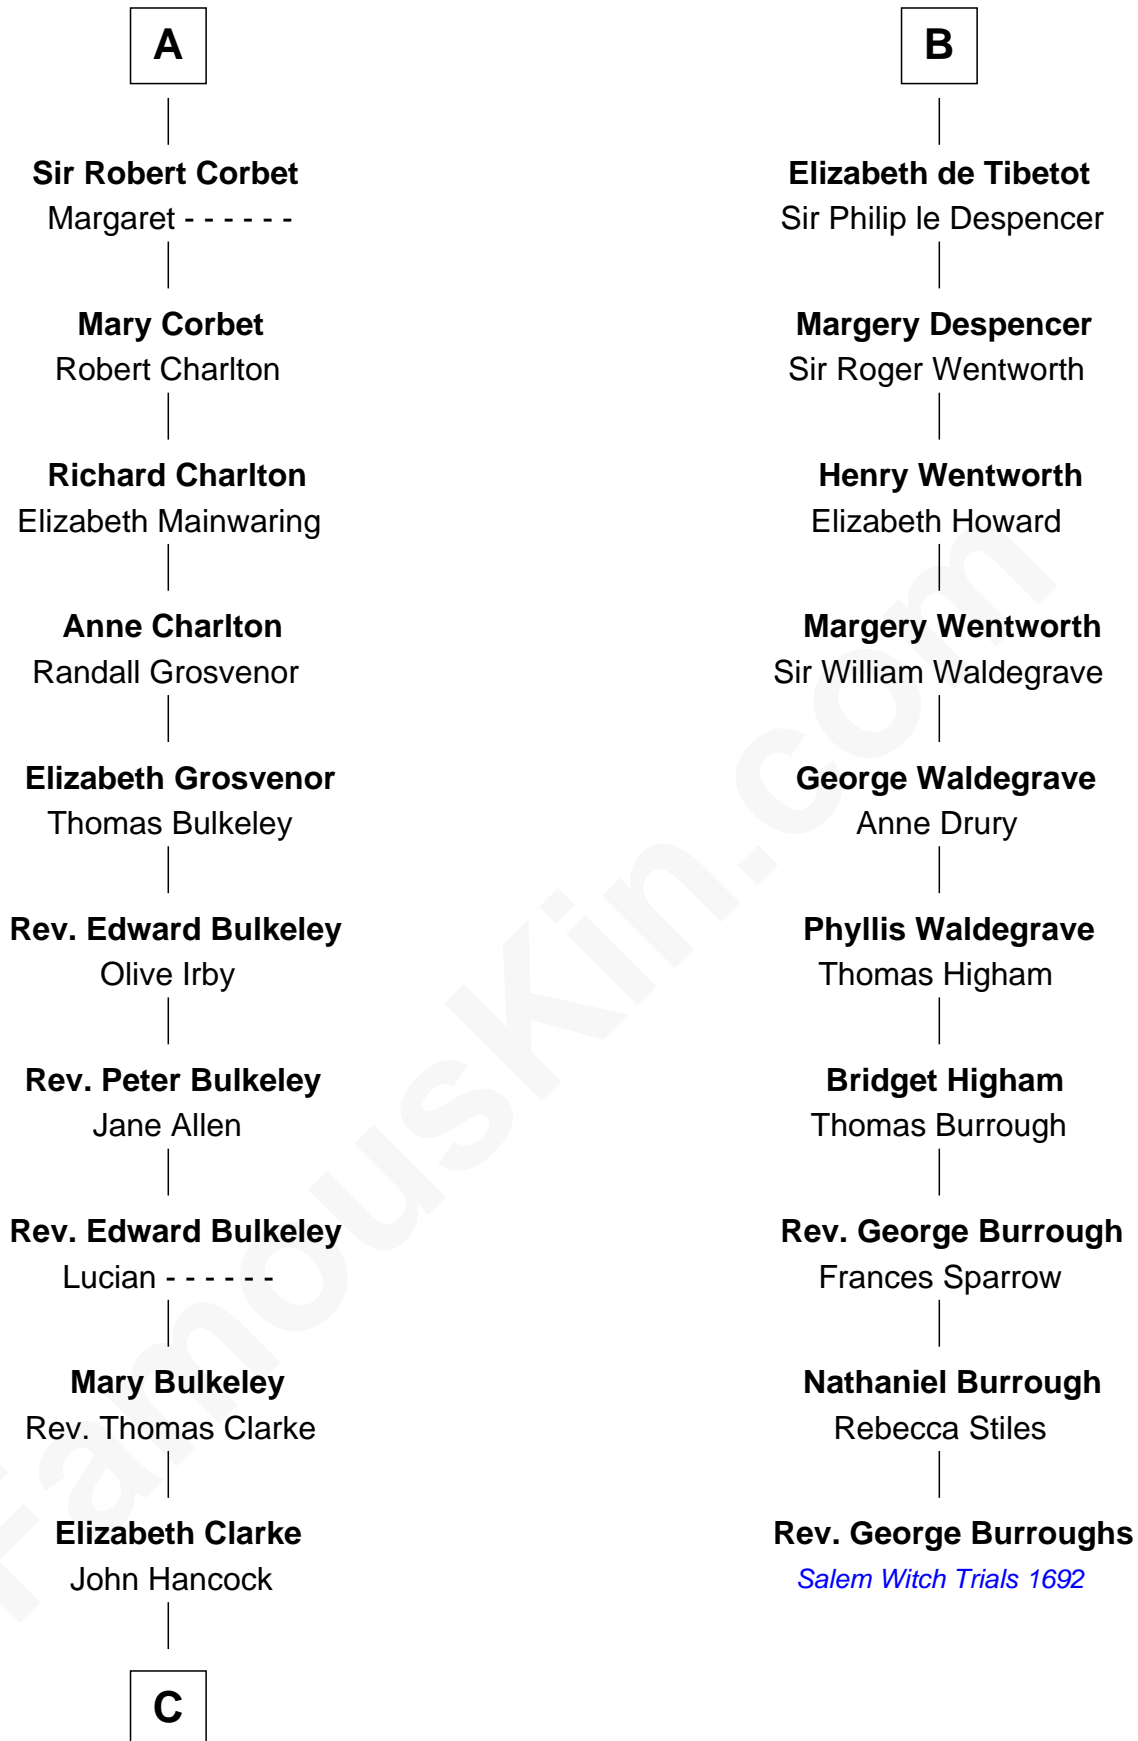 A
Sir Robert Corbet
Margaret - - - - - -
Mary Corbet
Robert Charlton
Richard Charlton
Elizabeth Mainwaring
Anne Charlton
Randall Grosvenor
Elizabeth Grosvenor
Thomas Bulkeley
Rev. Edward Bulkeley
Olive Irby
Rev. Peter Bulkeley
Jane Allen
Rev. Edward Bulkeley
Lucian - - - - - -
Mary Bulkeley
Rev. Thomas Clarke
Elizabeth Clarke
John Hancock
C
B
Elizabeth de Tibetot
Sir Philip le Despencer
Margery Despencer
Sir Roger Wentworth
Henry Wentworth
Elizabeth Howard
Margery Wentworth
Sir William Waldegrave
George Waldegrave
Anne Drury
Phyllis Waldegrave
Thomas Higham
Bridget Higham
Thomas Burrough
Rev. George Burrough
Frances Sparrow
Nathaniel Burrough
Rebecca Stiles
Rev. George Burroughs
Salem Witch Trials 1692
FamousKin.com